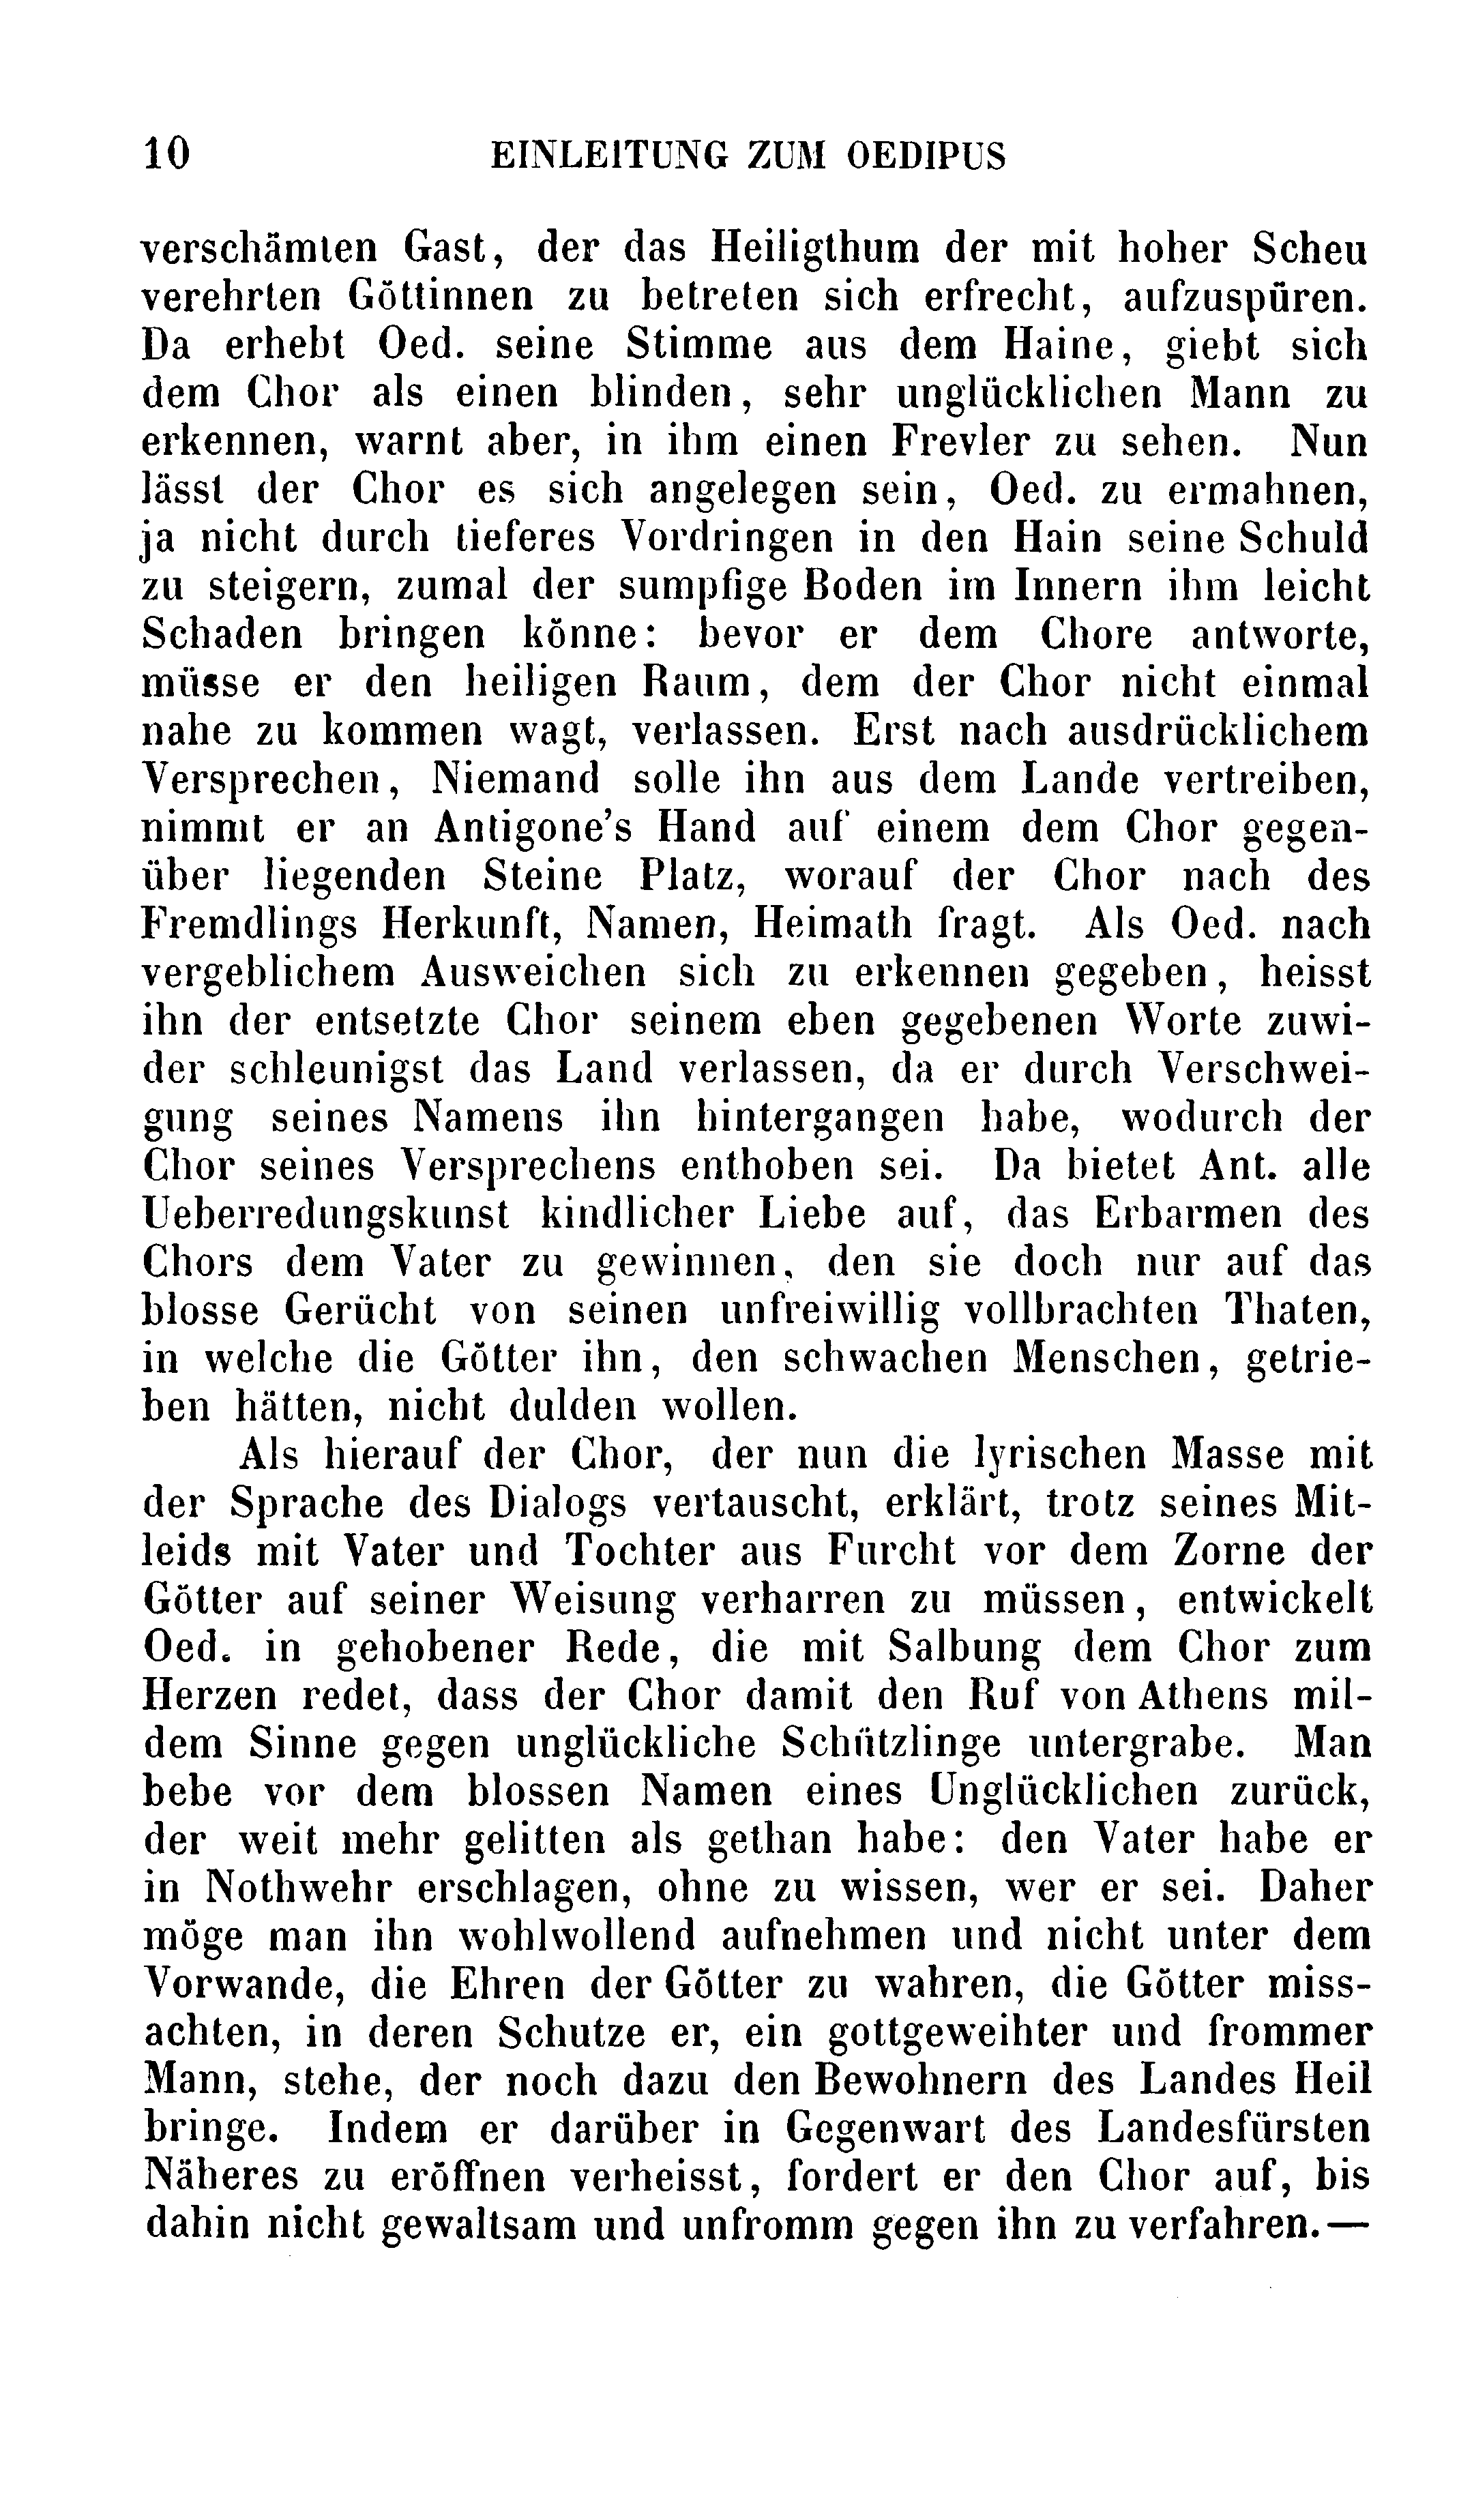 10 EINLEITUNG ZUM OEDIPUS
verschämten Gast, der das Heiligthum der mit hoher Scheu
verehrten Göttinnen zu betreten sich erfrecht, aufzuspüren.
Da erhebt Oed. seine Stimme aus dem Haine, giebt sich
dem Chor als einen blinden, sehr unglücklichen Mann zu
erkennen, warnt aber, in ihm einen Frevler zu sehen. Nun
lässt der Chor es sich angelegen sein, Oed. zu ermahnen,
ja nicht durch tieferes Vordringen in den Hain seine Schuld
zu steigern, zumal der sumpfige Boden im Innern ihm leicht
Schaden bringen könne: bevor er dem Chore antworte,
müsse er den heiligen Raum, dem der Chor nicht einmal
nahe zu kommen wagt, verlassen. Erst nach ausdrücklichem
Versprechen, Niemand solle ihn aus dem Lande vertreiben,
nimmt er an Antigone's Hand auf einem dem Chor gegen-
über liegenden Steine Platz, worauf der Chor nach des
Fremdlings Herkunft, Namen, Heimath fragt. Als Oed. nach
vergeblichem Ausweichen sich zu erkennen gegeben, heisst
ihn der entsetzte Chor seinem eben gegebenen Worte zuwi-
der schleunigst das Land verlassen, da er durch Verschwei-
gung seines Namens ihn hintergangen habe, wodurch der
Chor seines Versprechens enthoben sei. Da bietet Ant. alle
Ueberredungskunst kindlicher Liebe auf, das Erbarmen des
Chors dem Vater zu gewinnen, den sie doch nur auf das
blosse Gerücht von seinen unfreiwillig vollbrachten Thaten,
in welche die Götter ihn, den schwachen Menschen, getrie-
ben hätten, nicht dulden wollen.
Als hierauf der Chor, der nun die lyrischen Masse mit
der Sprache des Dialogs vertauscht, erklärt, trotz seines Mit-
leids mit Vater und Tochter aus Furcht vor dem Zorne der
Götter auf seiner Weisung verharren zu müssen, entwickelt
Oed. in gehobener Rede, die mit Salbung dem Chor zum
Herzen redet, dass der Chor damit den Ruf von Athens mil-
dem Sinne gegen unglückliche Schützlinge untergrabe. Man
bebe vor dem blossen Namen eines Unglücklichen zurück,
der weit mehr gelitten als gethan habe: den Vater habe er
in Nothwehr erschlagen, ohne zu wissen, wer er sei. Daher
möge man ihn wohlwollend aufnehmen und nicht unter dem
Vorwande, die Ehren der Götter zu wahren, die Götter miss-
achten, in deren Schutze er, ein gottgeweihter und frommer
Mann, stehe, der noch dazu den Bewohnern des Landes Heil
bringe. Indem er darüber in Gegenwart des Landesfürsten
Näheres zu eröffnen verheisst, fordert er den Chor auf, bis
dahin nicht gewaltsam und unfromm gegen ihn zu verfahren.—